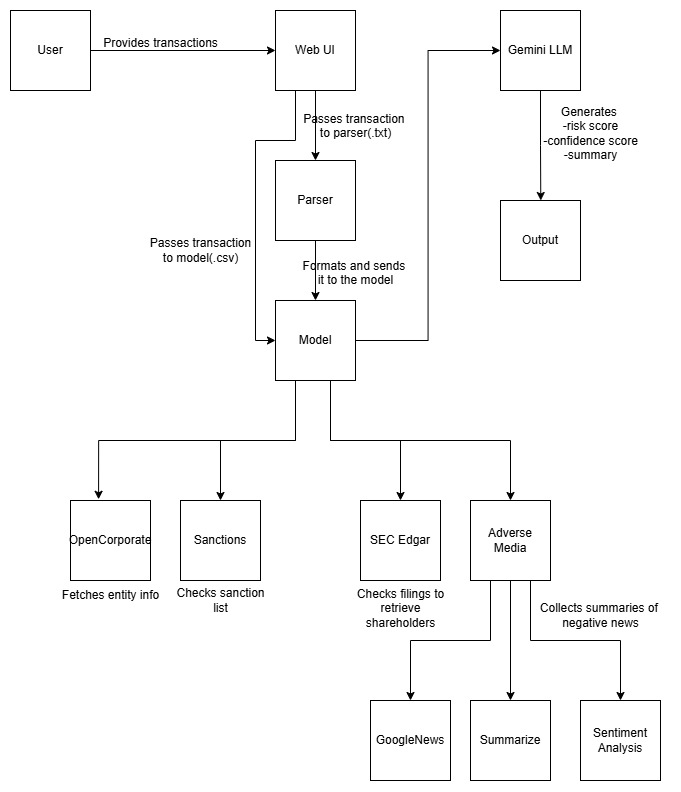 User
Provides transactions
Web UI
Gemini LLM
Passes transaction
to parser(.txt)
Generates
-risk score
-confidence score
-summary
Parser
Output
Passes transaction
to model(.csv)
Formats and sends
it to the model
Model
OpenCorporate
Sanctions
SEC Edgar
Adverse
Media
Fetches entity info
Checks sanction
list
Checks filings to
retrieve
shareholders
Collects summaries of
negative news
GoogleNews
Summarize
Sentiment
Analysis